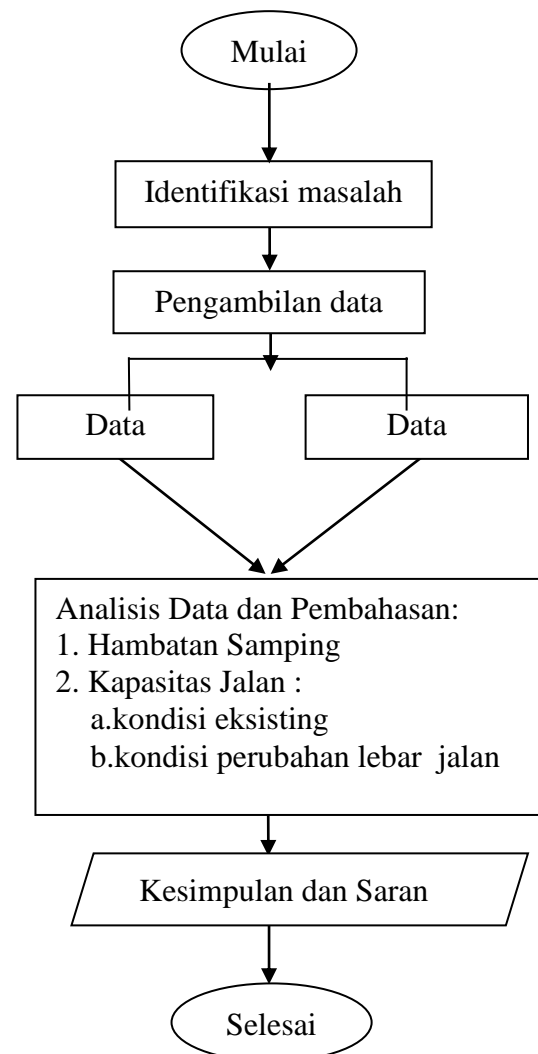 Mulai
Identifikasi masalah
Pengambilan data
Data
Data
Analisis Data dan Pembahasan:
1. Hambatan Samping
2. Kapasitas Jalan :
a.kondisi eksisting
b.kondisi perubahan lebar jalan
Kesimpulan dan Saran
Selesai